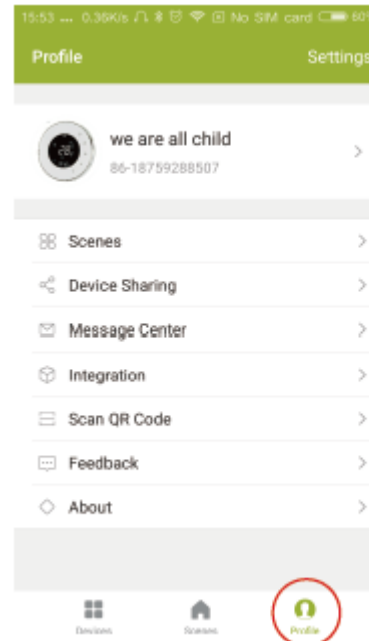 15:53 ... 0.36K/s No SIM card 60%
Profile Settings
we are all child
86-18759288507
Scenes
Device Sharing
Message Center
Integration
Scan QR Code
Feedback
About
Devices Scenes Profile